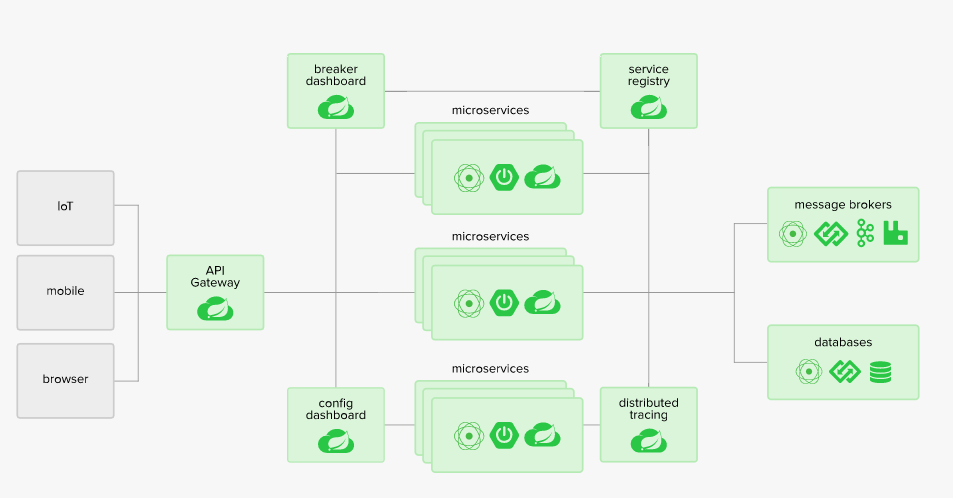 breaker
dashboard
service
registry
microservices
IoT
message brokers
microservices
API
Gateway
mobile
databases
microservices
browser
config
dashboard
distributed
tracing